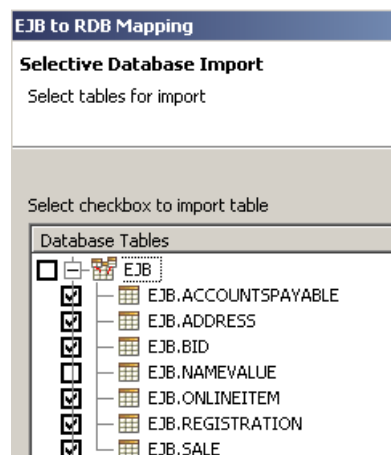 EJB to RDB Mapping
Selective Database Import
Select tables for import
Select checkbox to import table
Database Tables
EJB
EJB.ACCOUNTSPAYABLE
EJB.ADDRESS
EJB.BID
EJB.NAMEVALUE
EJB.ONLINEITEM
EJB.REGISTRATION
EJB.SALE